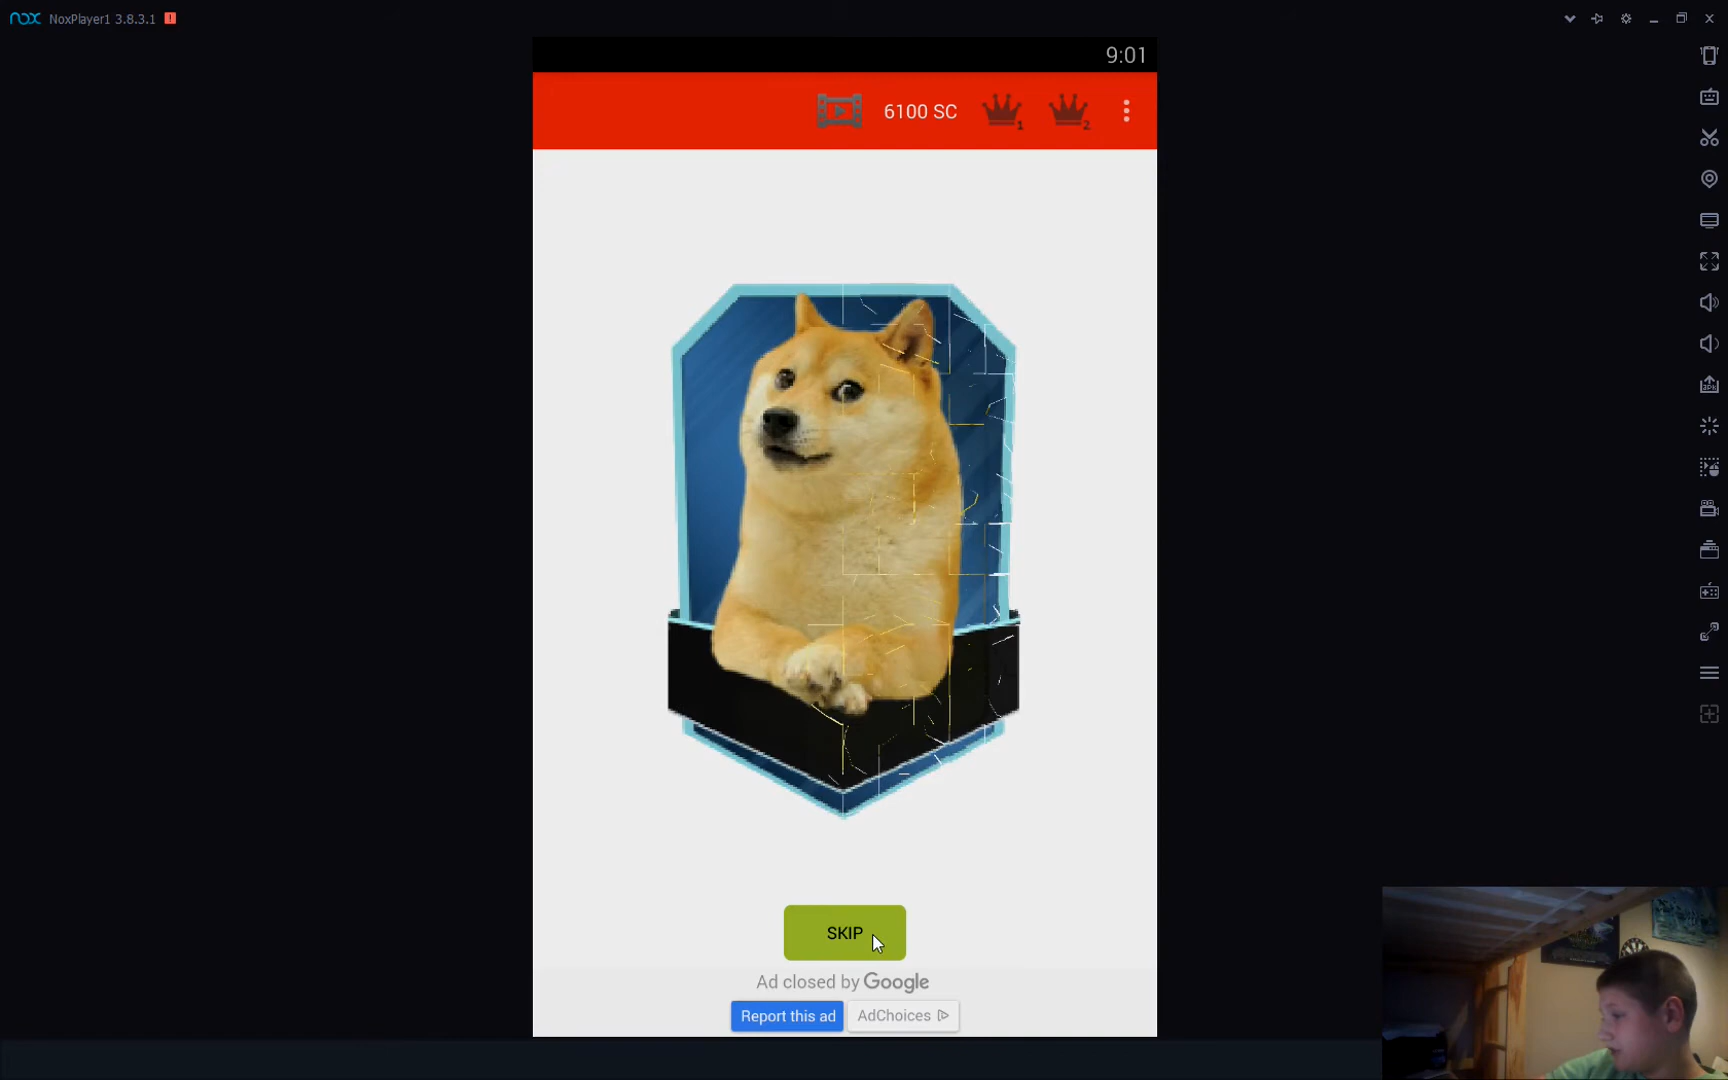 nox NoxPlayer1 3.8.3.1
9:01
6100 SC
1
2
SKIP
Ad closed by Google
Report this ad
AdChoices